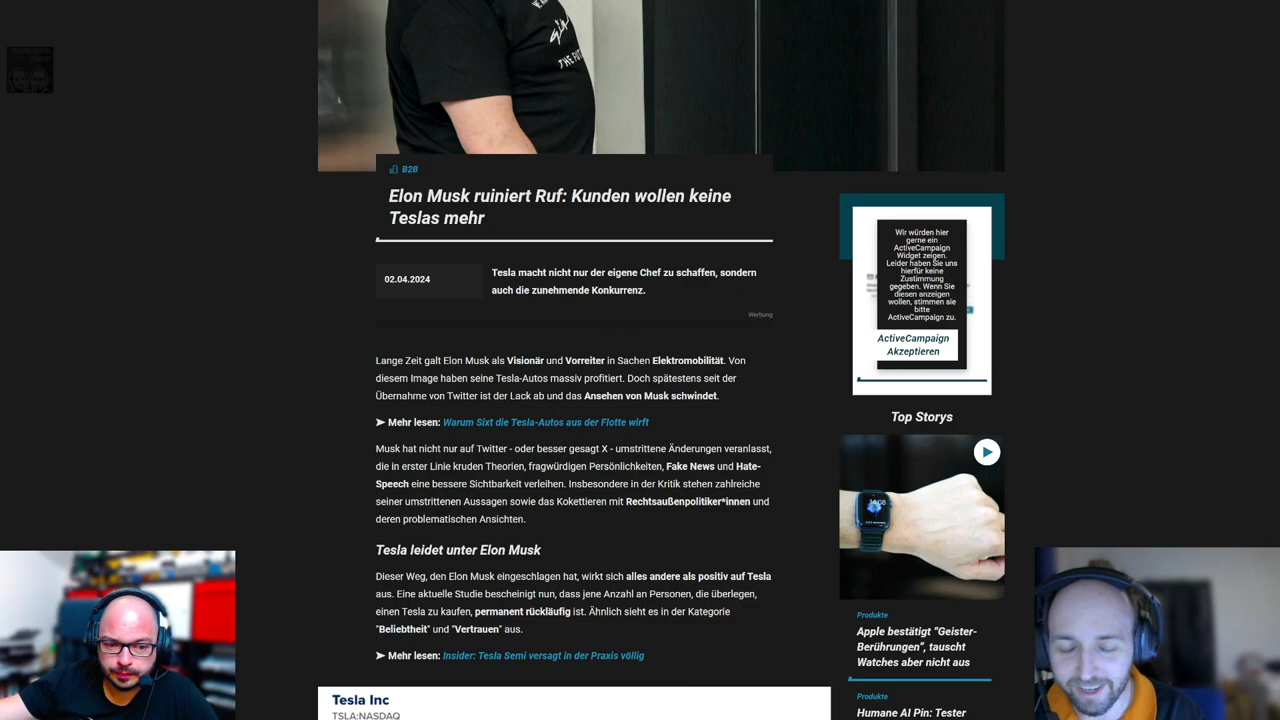 THE FUT
B2B
Elon Musk ruiniert Ruf: Kunden wollen keine
Teslas mehr
02.04.2024
Tesla macht nicht nur der eigene Chef zu schaffen, sondern
auch die zunehmende Konkurrenz.
Werbung
Lange Zeit galt Elon Musk als Visionär und Vorreiter in Sachen Elektromobilität. Von
diesem Image haben seine Tesla-Autos massiv profitiert. Doch spätestens seit der
Übernahme von Twitter ist der Lack ab und das Ansehen von Musk schwindet.
➤ Mehr lesen: Warum Sixt die Tesla-Autos aus der Flotte wirft
Musk hat nicht nur auf Twitter - oder besser gesagt X - umstrittene Änderungen veranlasst,
die in erster Linie kruden Theorien, fragwürdigen Persönlichkeiten, Fake News und Hate-
Speech eine bessere Sichtbarkeit verleihen. Insbesondere in der Kritik stehen zahlreiche
seiner umstrittenen Aussagen sowie das Kokettieren mit Rechtsaußenpolitiker*innen und
deren problematischen Ansichten.
Tesla leidet unter Elon Musk
Dieser Weg, den Elon Musk eingeschlagen hat, wirkt sich alles andere als positiv auf Tesla
aus. Eine aktuelle Studie bescheinigt nun, dass jene Anzahl an Personen, die überlegen,
einen Tesla zu kaufen, permanent rückläufig ist. Ähnlich sieht es in der Kategorie
"Beliebtheit" und "Vertrauen" aus.
➤ Mehr lesen: Insider: Tesla Semi versagt in der Praxis völlig
Tesla Inc
TSLA:NASDAQ
Wir würden hier
gerne ein
ActiveCampaign
Widget zeigen.
Leider haben Sie uns
hierfür keine
Zustimmung
gegeben. Wenn Sie
diesen anzeigen
wollen, stimmen sie
bitte
ActiveCampaign zu.
ActiveCampaign
Akzeptieren
Top Storys
Produkte
Apple bestätigt “Geister-
Berührungen”, tauscht
Watches aber nicht aus
Produkte
Humane AI Pin: Tester